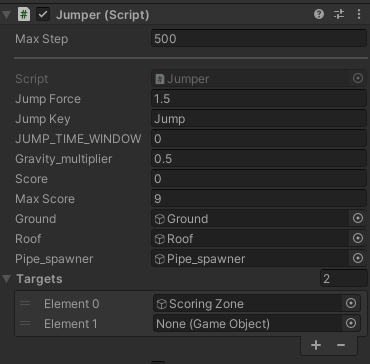 Jumper (Script)
Max Step 500
Script Jumper
Jump Force 1.5
Jump Key Jump
JUMP_TIME_WINDOW 0
Gravity_multiplier 0.5
Score 0
Max Score 9
Ground Ground
Roof Roof
Pipe_spawner Pipe_spawner
Targets 2
Element 0 Scoring Zone
Element 1 None (Game Object)